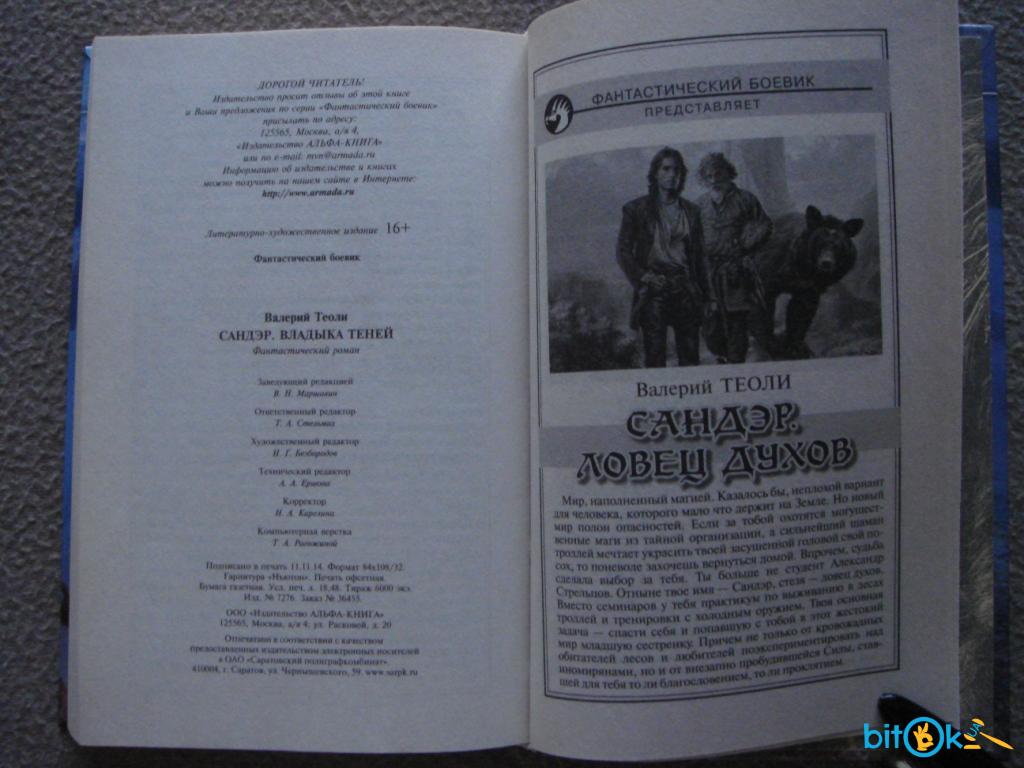 ДОРОГОЙ ЧИТАТЕЛЬ!
Издательство просит отзывы об этой книге
и Ваши предложения по серии «Фантастический боевик»
присылать по адресу:
125565, Москва, а/я 4,
«Издательство АЛЬФА-КНИГА»
или по e-mail: mvn@armada.ru
Информацию об издательстве и книгах
можно получить на нашем сайте в Интернете:
http://www.armada.ru
Литературно-художественное издание 16+
Фантастический боевик
Валерий Теоли
САНДЭР. ВЛАДЫКА ТЕНЕЙ
Фантастический роман
Заведующий редакцией
В. Н. Маршавин
Ответственный редактор
Т. А. Стельмах
Художественный редактор
Н. Г. Безбородов
Технический редактор
А. А. Ершова
Корректор
Н. А. Карелина
Компьютерная верстка
Т. А.
Подписано в печать 11.11.14. Формат 84х108/32.
Гарнитура «Ньютон». Печать офсетная.
Бумага газетная. Усл. печ. л. 18,48. Тираж 6000 экз.
Изд. № 7276. Заказ № 36455.
ООО «Издательство АЛЬФА-КНИГА»
125565, Москва, а/я 4; ул. Расковой, д. 20
Отпечатано в соответствии с качеством
предоставленных издательством электронных носителей
в ОАО «Саратовский полиграфкомбинат».
410004, г. Саратов, ул. Чернышевского, 59. www.sarpk.ru
ФАНТАСТИЧЕСКИЙ БОЕВИК
ПРЕДСТАВЛЯЕТ
Валерий ТЕОЛИ
САНДЭР.
ЛОВЕЦ ДУХОВ
Мир, наполненный магией. Казалось бы, неплохой вариант
для человека, которого мало что держит на Земле. Но новый
мир полон опасностей. Если за тобой охотятся могущест-
венные маги из тайной организации, а сильнейший шаман
троллей мечтает украсить твоей засушенной головой свой по-
сох, то поневоле захочешь вернуться домой. Впрочем, судьба
сделала выбор за тебя. Ты больше не студент Александр
Стрельцов. Отныне твое имя — Сандэр, стезя — ловец духов.
Вместо семинаров у тебя практикум по выживанию в лесах
троллей и тренировки с холодным оружием. Твоя основная
задача — спасти себя и попавшую с тобой в этот жестокий
мир младшую сестренку. Причем не только от кровожадных
обитателей лесов и любителей поэкспериментировать над
иномирянами, но и от внезапно пробудившейся Силы, став-
шей для тебя то ли благословением, то ли проклятием.
bitOk
UA